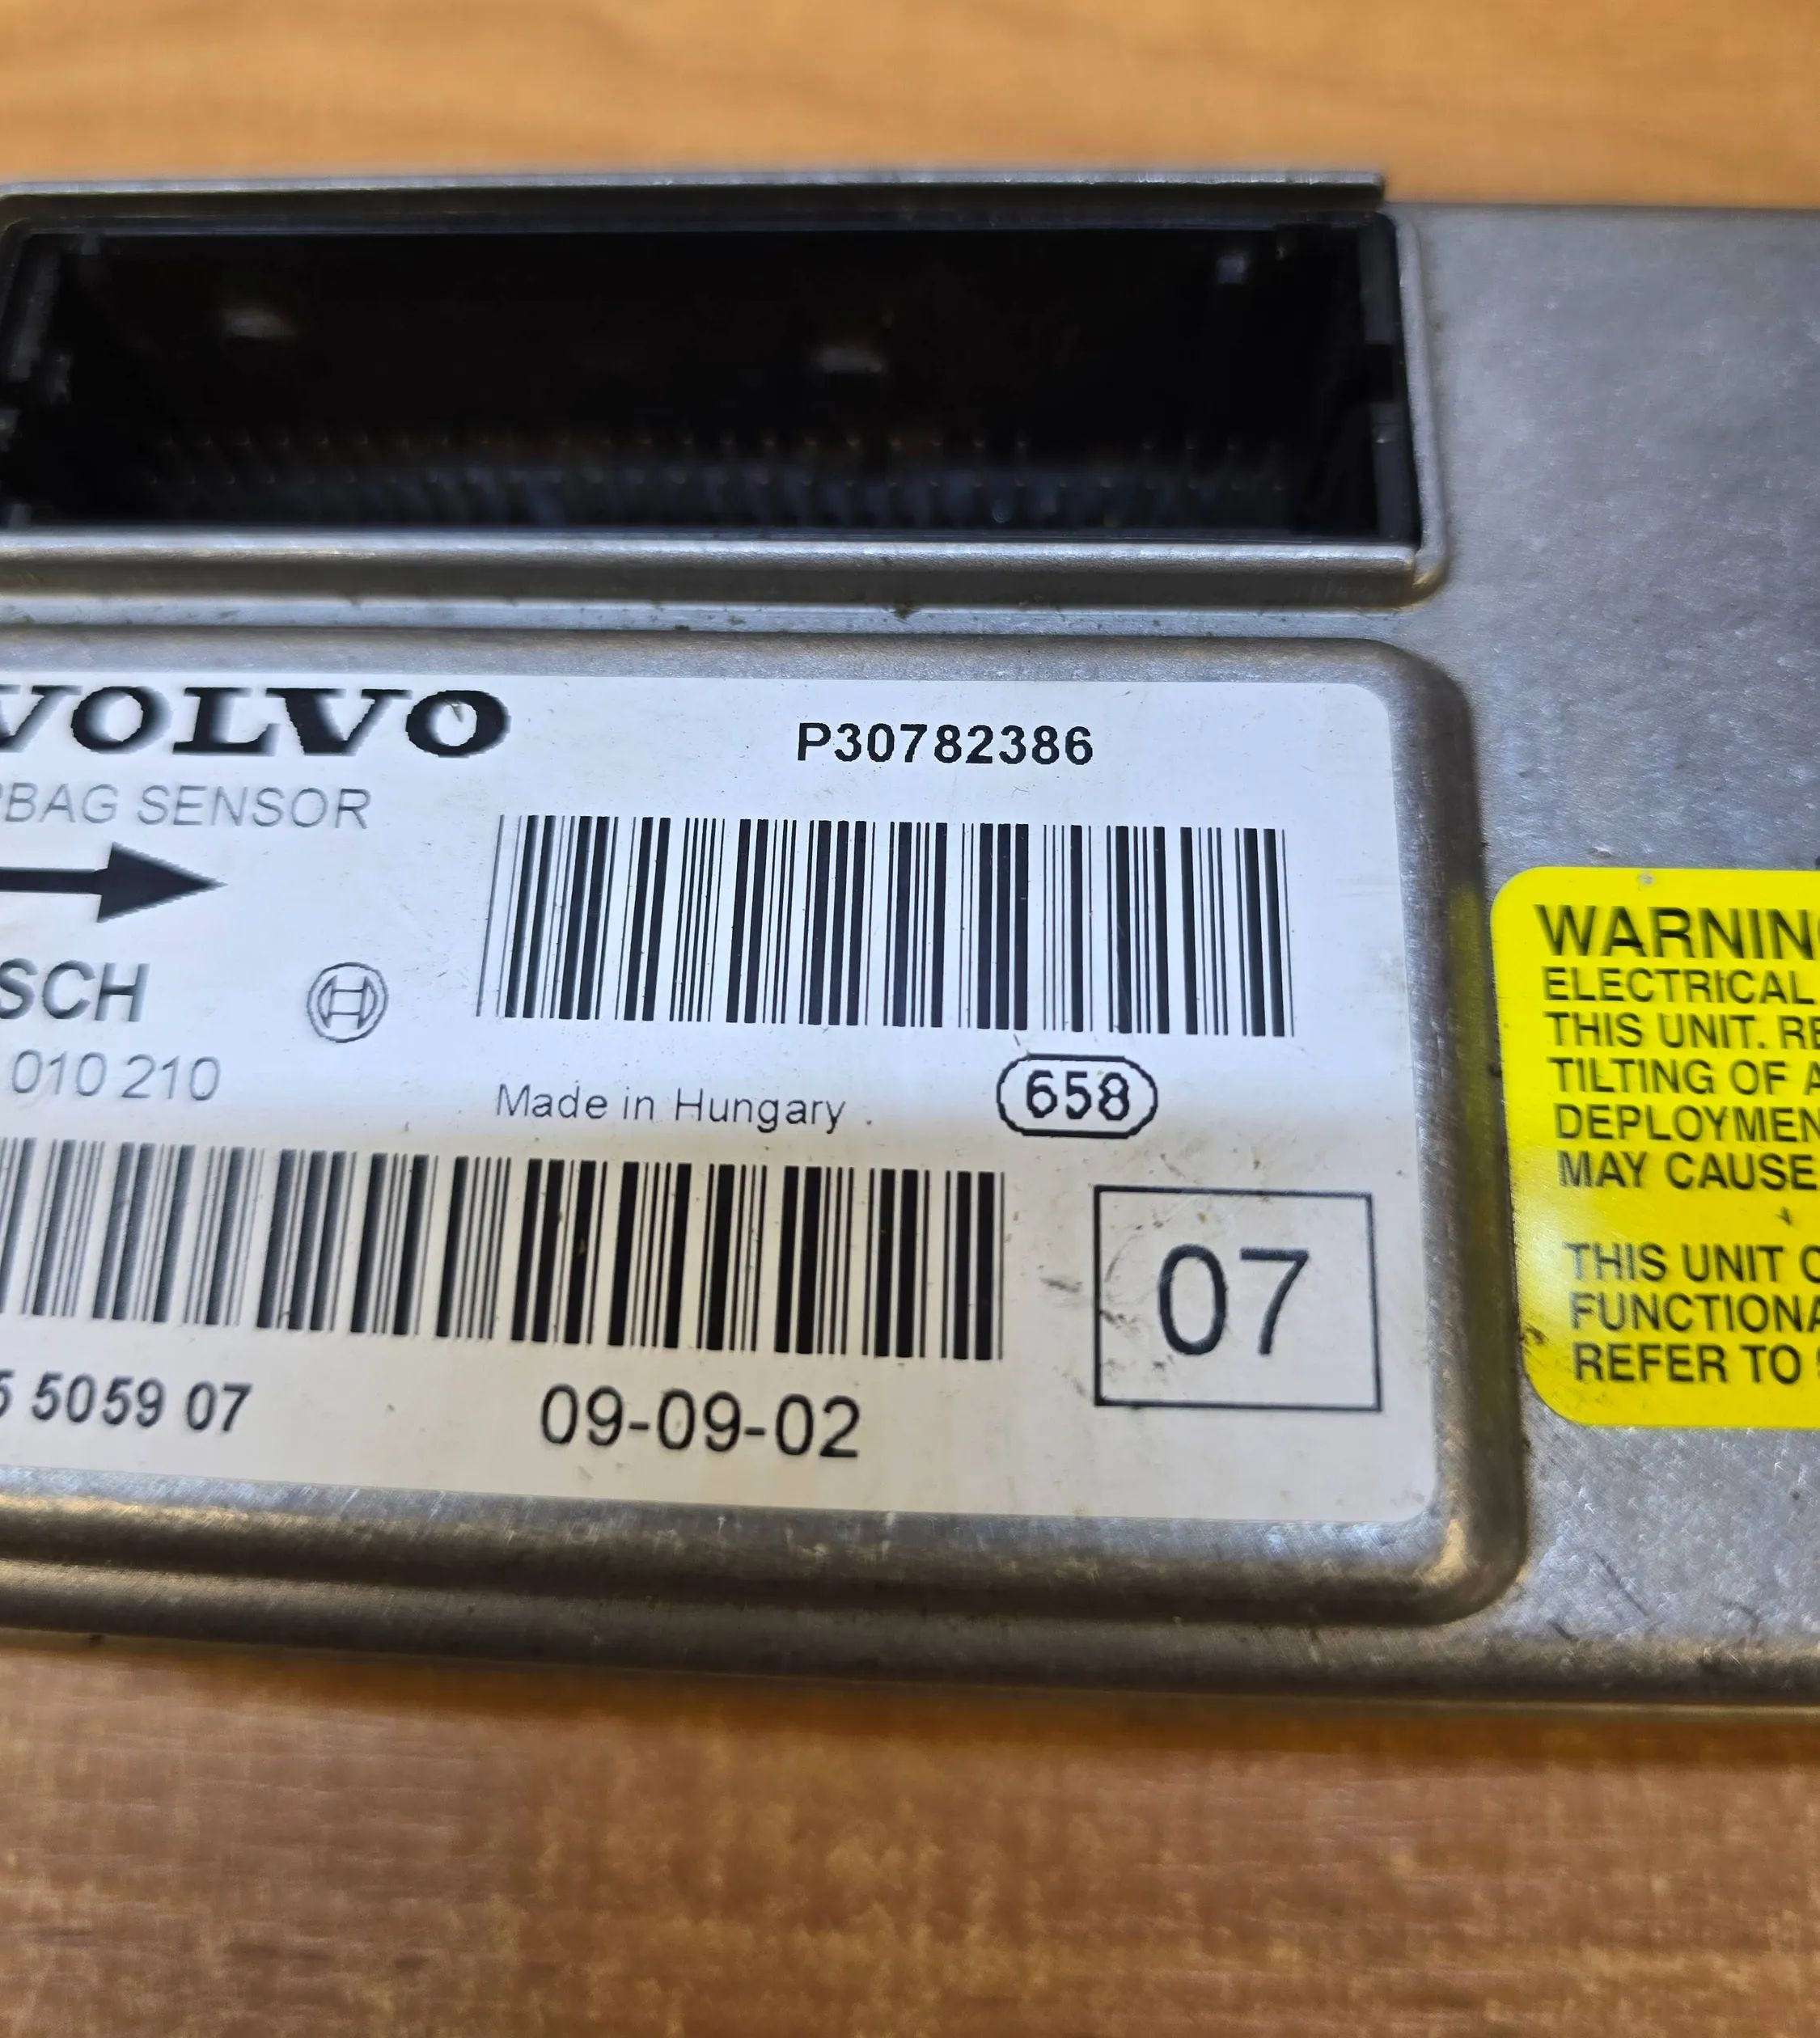 VOLVO
P30782386
BAG SENSOR
SCH
010 210
Made in Hungary
658
07
5 5059 07
09-09-02
WARNIN
ELECTRICAL
THIS UNIT. RE
TILTING OF A
DEPLOYMEN
MAY CAUSE
THIS UNIT
FUNCTIONA
REFER TO